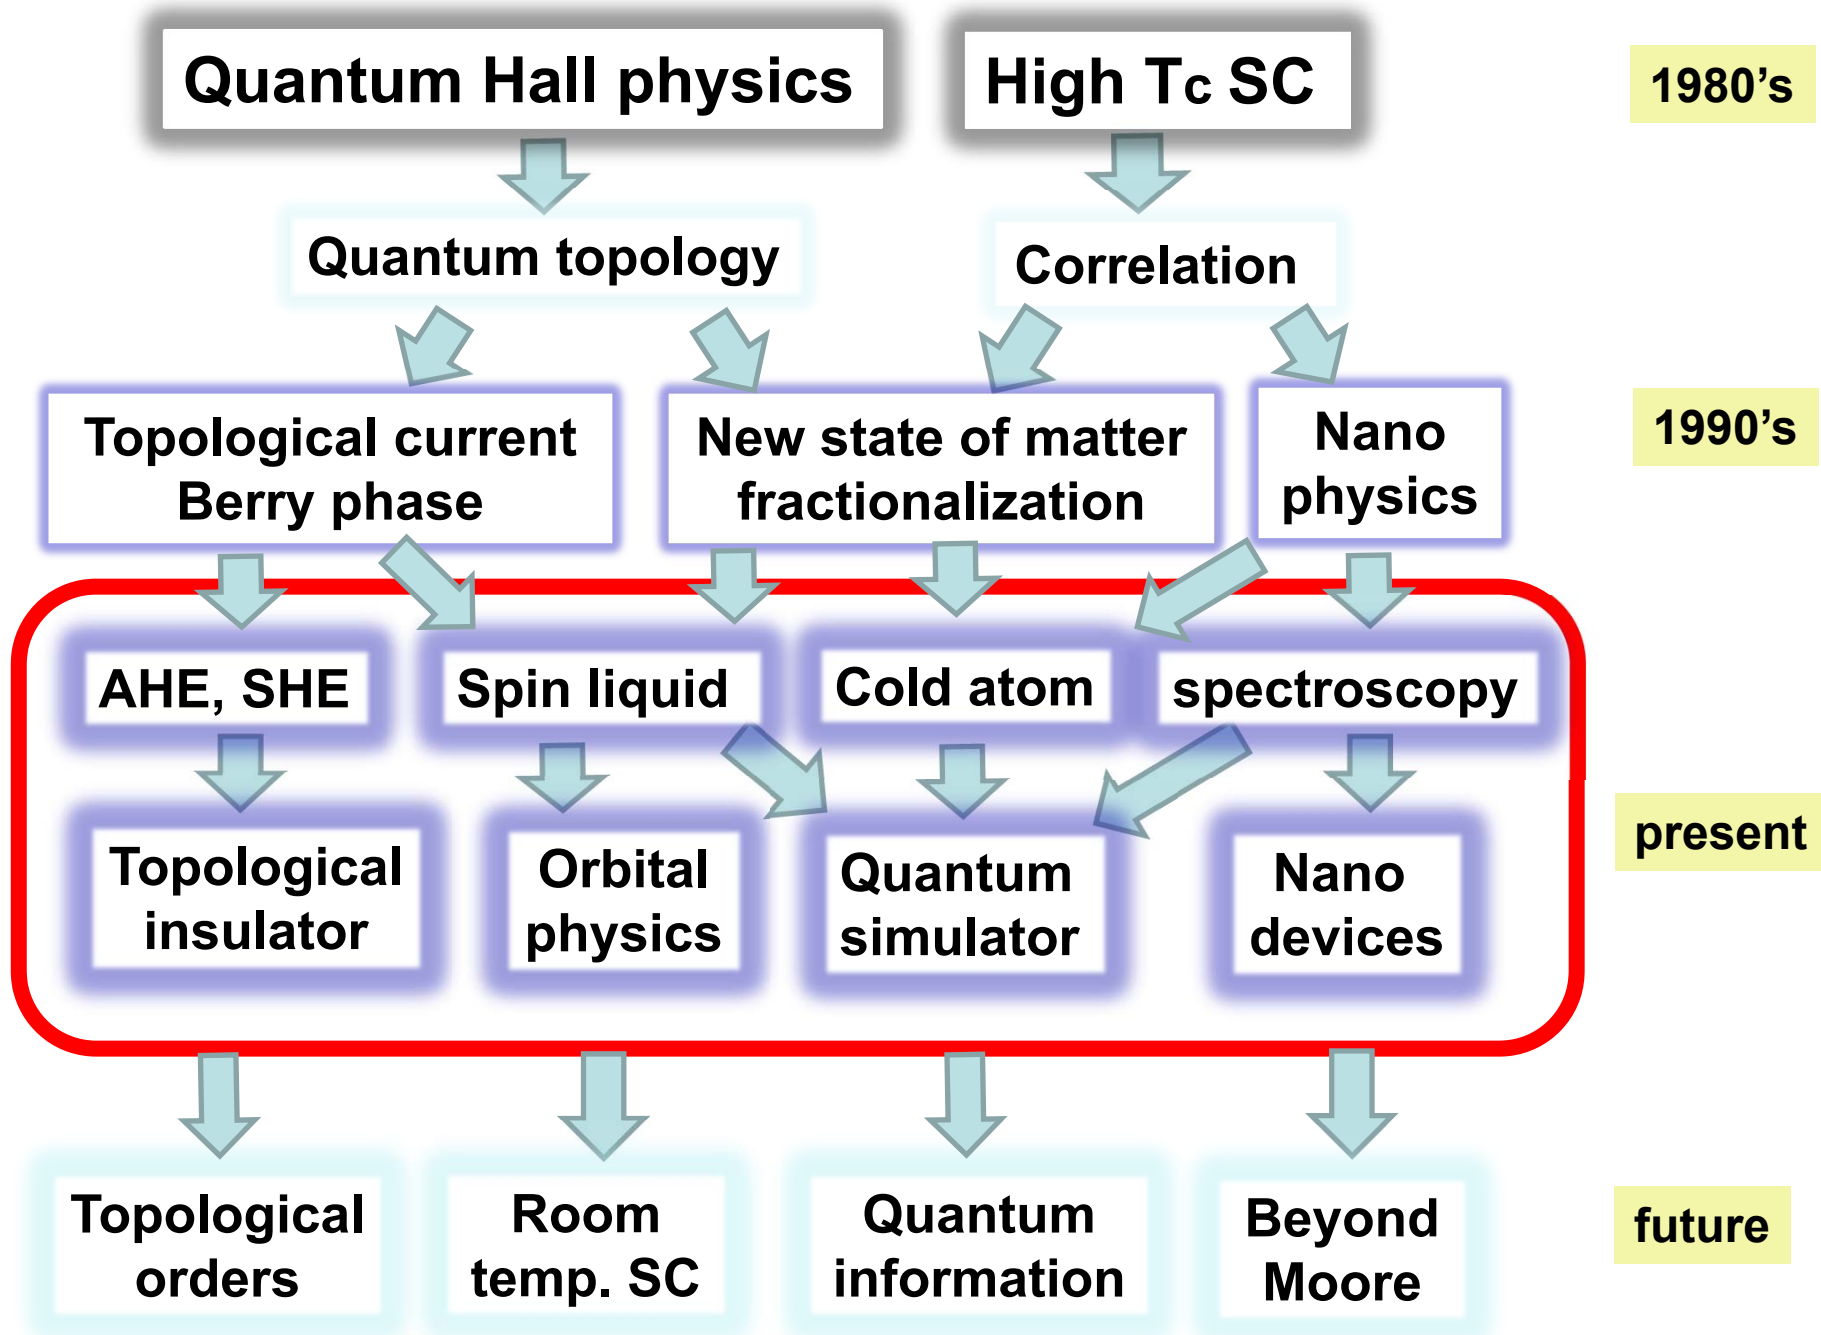 Quantum Hall physics
High Tc SC
1980's
Quantum topology
Correlation
Topological current
Berry phase
New state of matter
fractionalization
Nano
physics
1990's
AHE, SHE
Spin liquid
Cold atom
spectroscopy
Topological
insulator
Orbital
physics
Quantum
simulator
Nano
devices
present
Topological
orders
Room
temp. SC
Quantum
information
Beyond
Moore
future